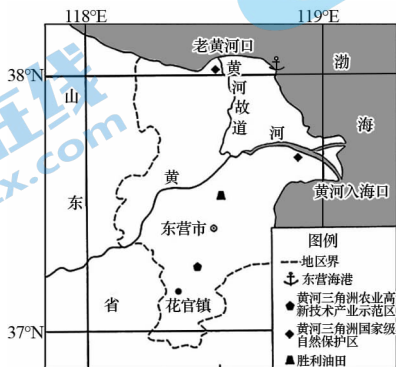 118°E
119°E
老黄河口
38°N
渤
海
黄
河
故
道
山
东
省
黄
河
黄河入海口
东营市
花官镇
37°N
图例
地区界
东营海港
黄河三角洲农业高
新技术产业示范区
黄河三角洲国家级
自然保护区
胜利油田
在线
x.com